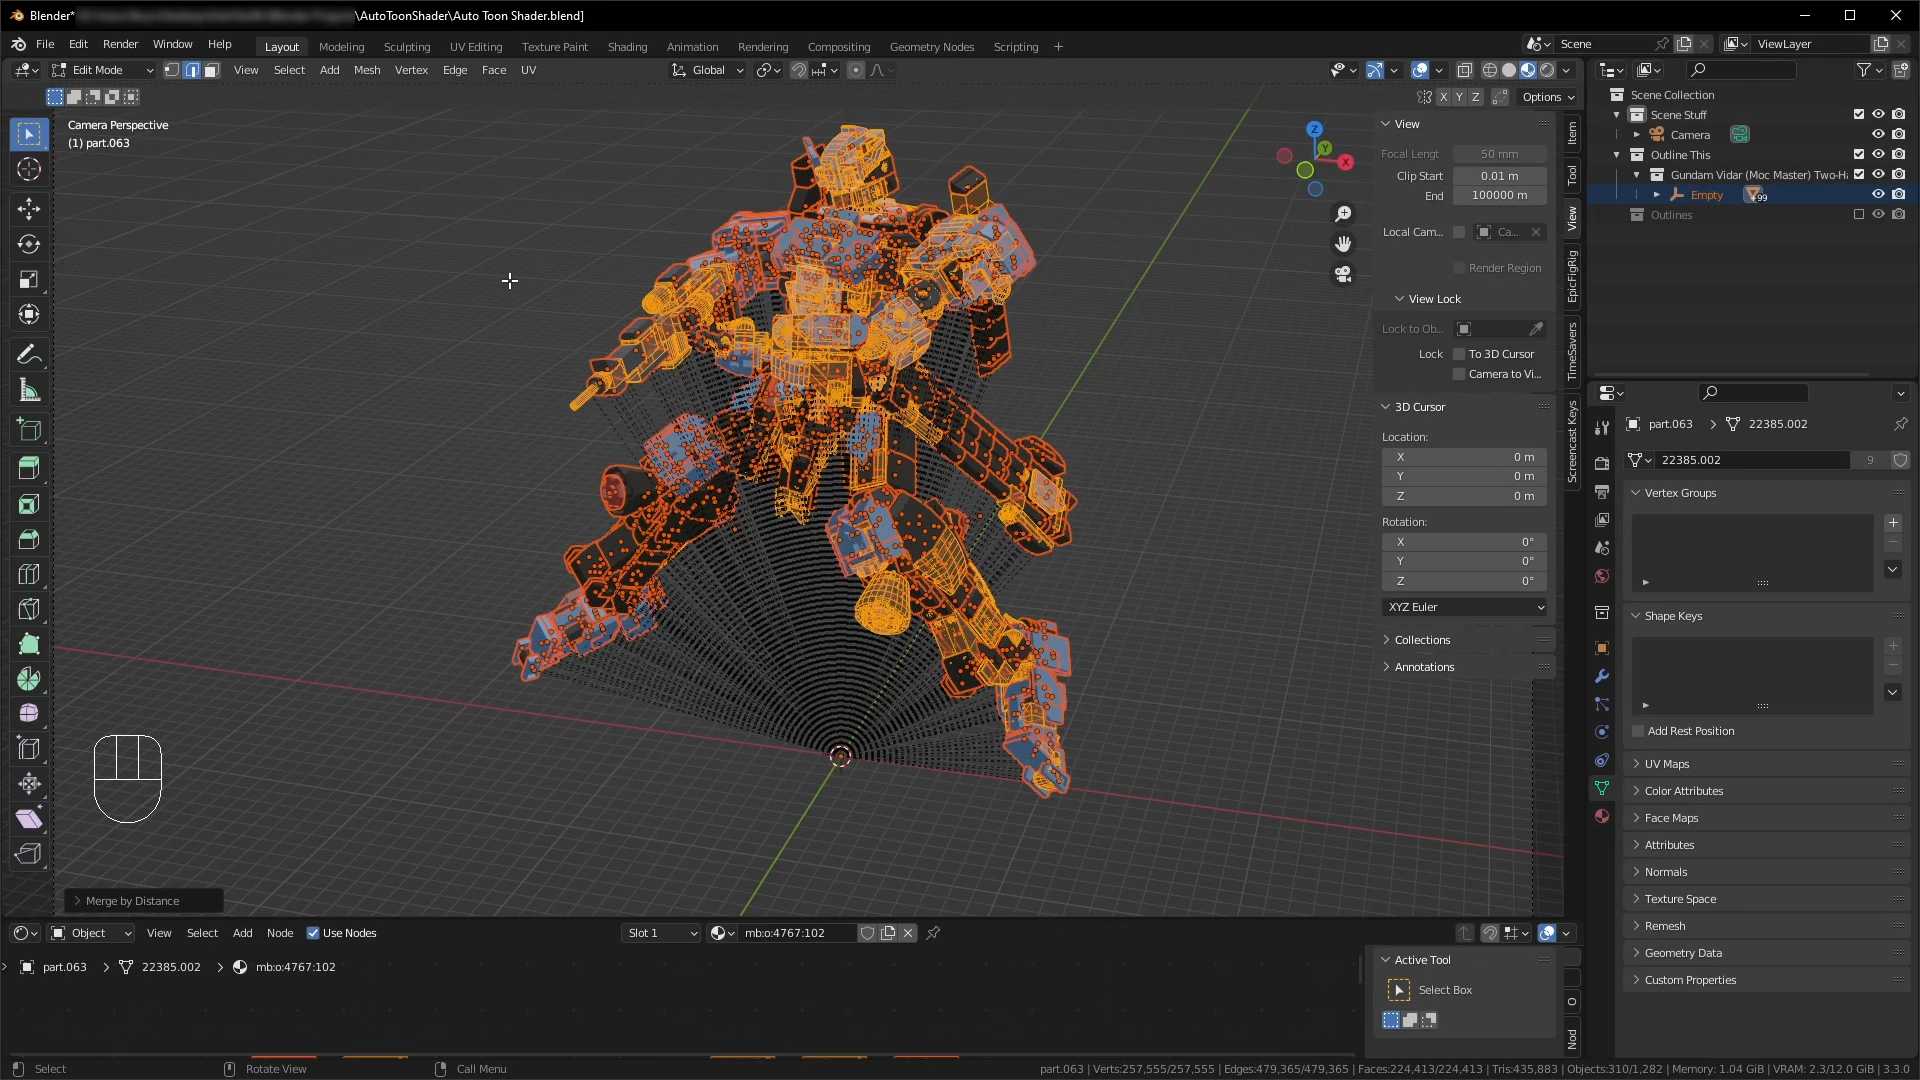 Blender* \AutoToonShader\Auto Toon Shader.blend]
File Edit Render Window Help Layout Modeling Sculpting UV Editing Texture Paint Shading Animation Rendering Compositing Geometry Nodes Scripting + Scene ViewLayer
Edit Mode View Select Add Mesh Vertex Edge Face UV Global
X Y Z Options
Camera Perspective
(1) part.063
Z
Y
X
View
Focal Lengt 50 mm
Clip Start 0.01 m
End 100000 m
Local Cam... Ca...
Render Region
View Lock
Lock to Ob...
Lock To 3D Cursor
Camera to Vi...
3D Cursor
Location:
X 0 m
Y 0 m
Z 0 m
Rotation:
X 0°
Y 0°
Z 0°
XYZ Euler
Collections
Annotations
Item
Tool
View
EpicFigRig
TimeSavers
Screencast Keys
Scene Collection
Scene Stuff
Camera
Outline This
Gundam Vidar (Moc Master) Two-Ha
Empty +99
Outlines
part.063 22385.002
22385.002 9
Vertex Groups
Shape Keys
Add Rest Position
UV Maps
Color Attributes
Face Maps
Attributes
Normals
Texture Space
Remesh
Geometry Data
Custom Properties
Merge by Distance
Object View Select Add Node Use Nodes Slot 1 mb:o:4767:102
part.063 22385.002 mb:o:4767:102
Active Tool
Select Box
O
Nod
Select Rotate View Call Menu part.063 | Verts:257,555/257,555 | Edges:479,365/479,365 | Faces:224,413/224,413 | Tris:435,883 | Objects:310/1,282 | Memory: 1.04 GiB | VRAM: 2.3/12.0 GiB | 3.3.0